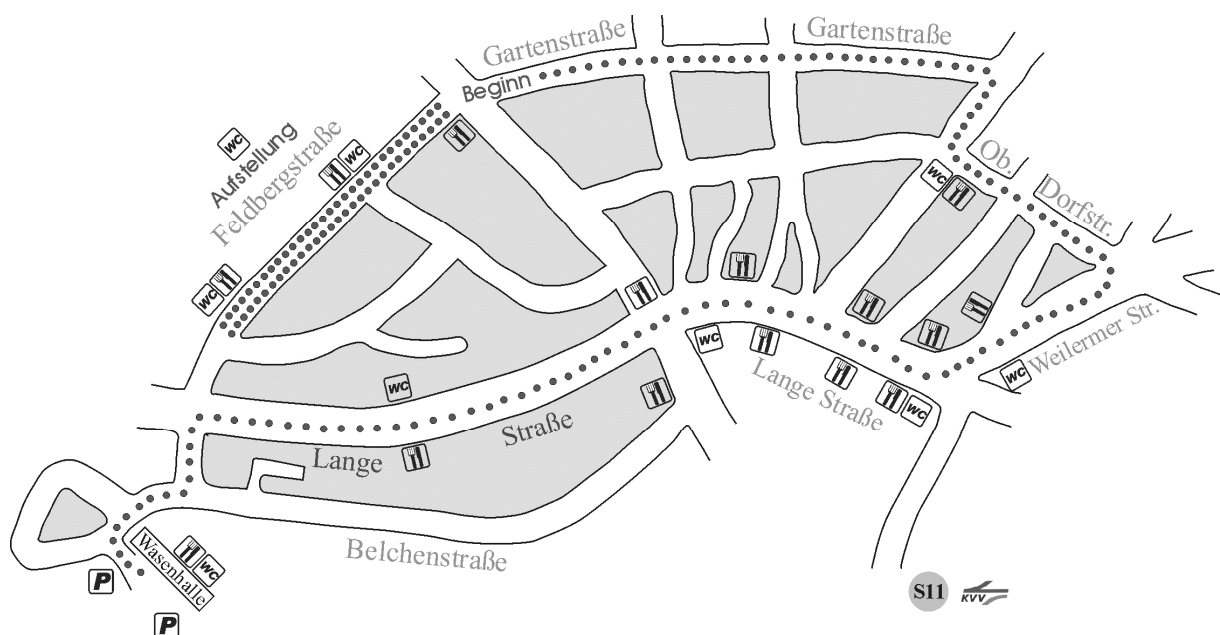 Gartenstraße
Gartenstraße
Beginn
WC
Aufstellung
Feldbergstraße
WC
Ob.
Dorfstr.
WC
WC
Weilermer Str.
WC
WC
Lange Straße
WC
WC
Straße
Lange
Belchenstraße
Wasenhalle
WC
P
P
S11
KVV